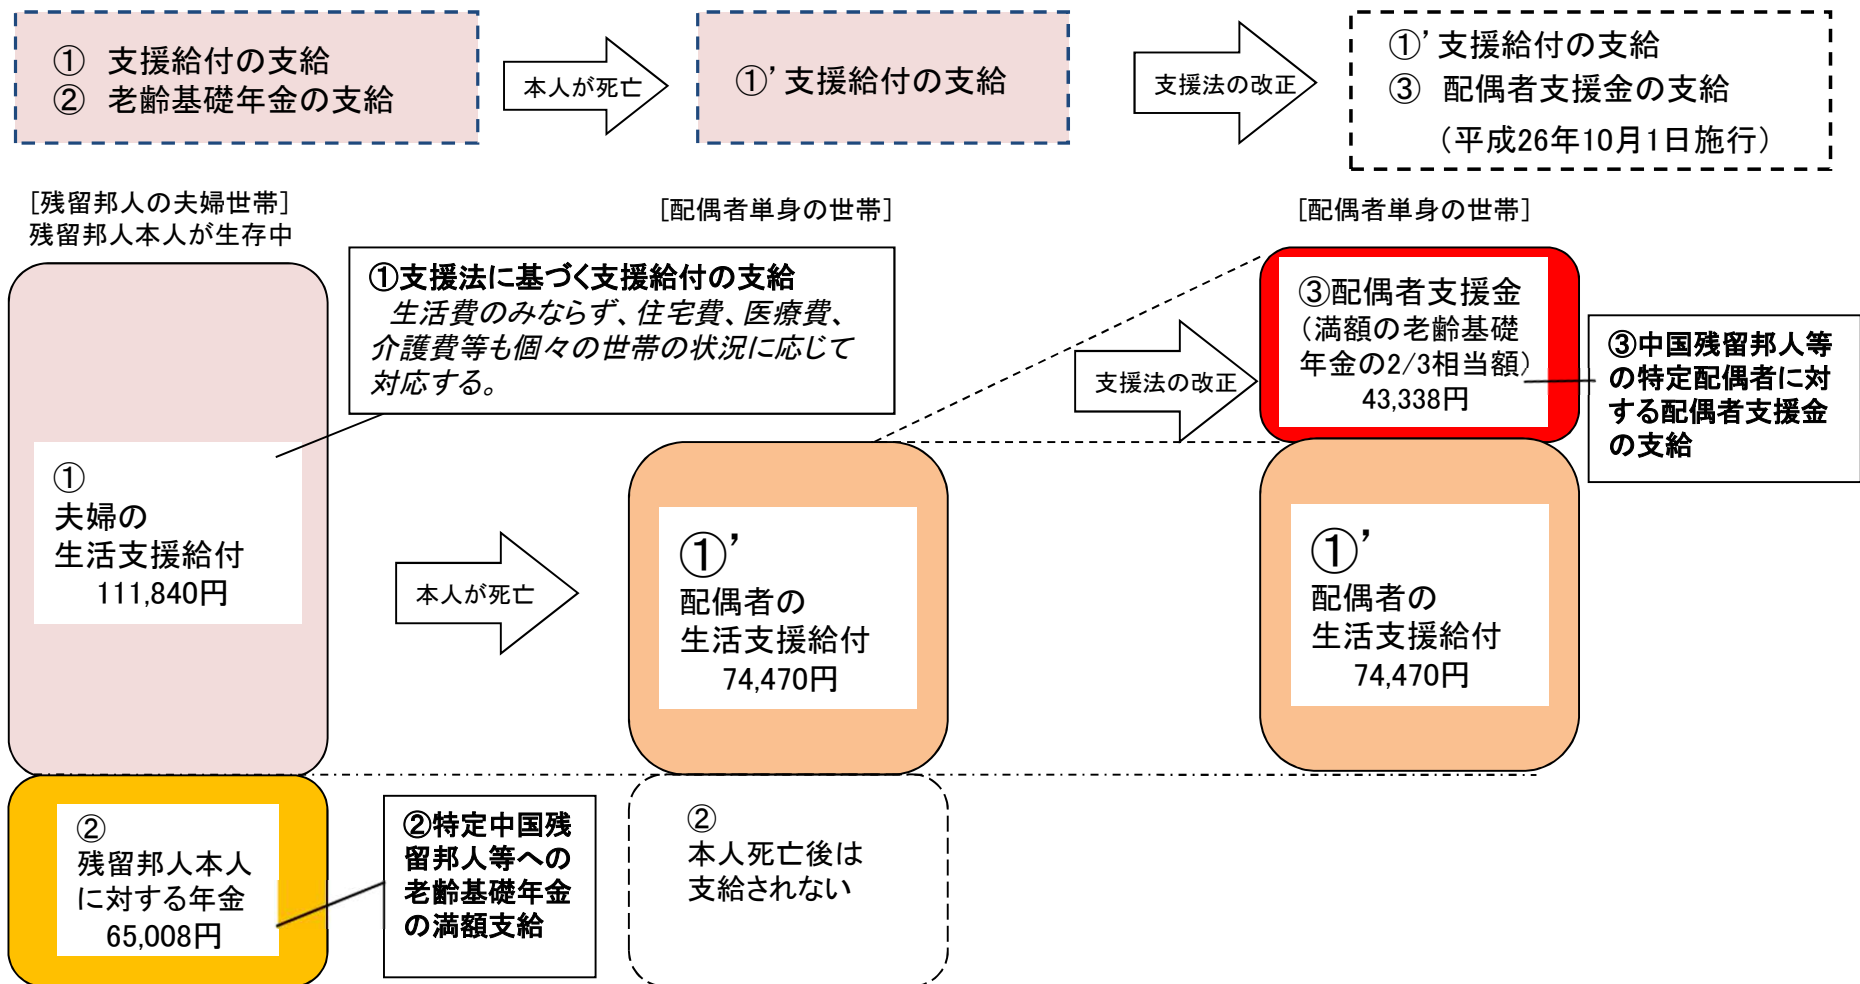 ① 支援給付の支給
② 老齢基礎年金の支給
本人が死亡
①’支援給付の支給
支援法の改正
①’支援給付の支給
③ 配偶者支援金の支給
（平成26年10月1日施行）
［残留邦人の夫婦世帯］
残留邦人本人が生存中
［配偶者単身の世帯］
［配偶者単身の世帯］
①支援法に基づく支援給付の支給
生活費のみならず、住宅費、医療費、
介護費等も個々の世帯の状況に応じて
対応する。
①
夫婦の
生活支援給付
111,840円
本人が死亡
①’
配偶者の
生活支援給付
74,470円
支援法の改正
③配偶者支援金
（満額の老齢基礎
年金の2/3相当額）
43,338円
③中国残留邦人等
の特定配偶者に対
する配偶者支援金
の支給
①’
配偶者の
生活支援給付
74,470円
②
残留邦人本人
に対する年金
65,008円
②特定中国残
留邦人等への
老齢基礎年金
の満額支給
②
本人死亡後は
支給されない